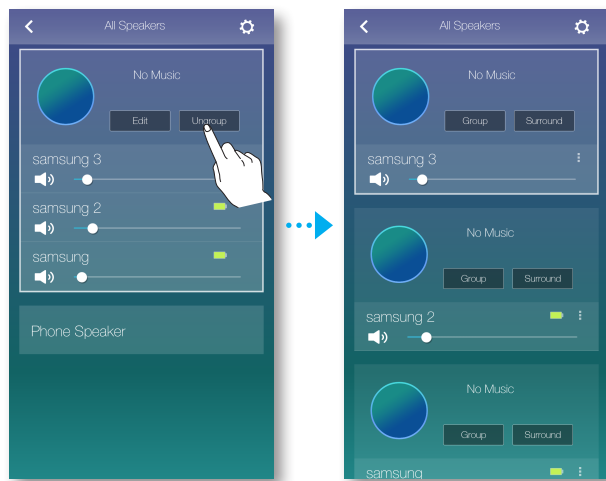 All Speakers
No Music
Edit
Ungroup
samsung 3
samsung 2
samsung
Phone Speaker
All Speakers
No Music
Group Surround
samsung 3
No Music
Group Surround
samsung 2
No Music
Group Surround
samsung